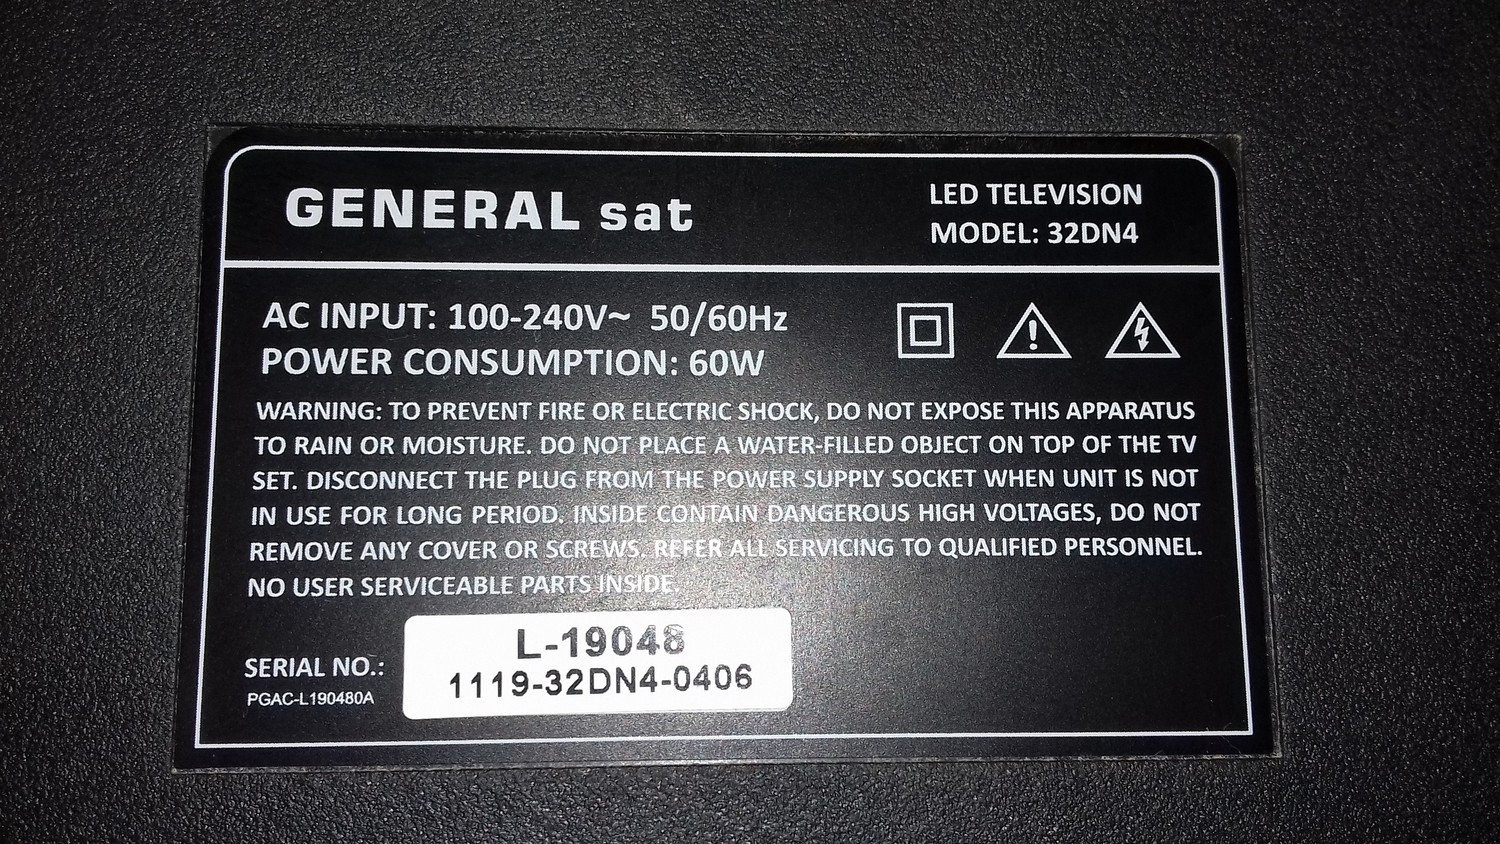 GENERAL sat
LED TELEVISION
MODEL: 32DN4
AC INPUT: 100-240V~ 50/60Hz
POWER CONSUMPTION: 60W
WARNING: TO PREVENT FIRE OR ELECTRIC SHOCK, DO NOT EXPOSE THIS APPARATUS
TO RAIN OR MOISTURE. DO NOT PLACE A WATER-FILLED OBJECT ON TOP OF THE TV
SET. DISCONNECT THE PLUG FROM THE POWER SUPPLY SOCKET WHEN UNIT IS NOT
IN USE FOR LONG PERIOD. INSIDE CONTAIN DANGEROUS HIGH VOLTAGES, DO NOT
REMOVE ANY COVER OR SCREWS. REFER ALL SERVICING TO QUALIFIED PERSONNEL.
NO USER SERVICEABLE PARTS INSIDE.
L-19048
1119-32DN4-0406
SERIAL NO.:
PGAC-L190480A